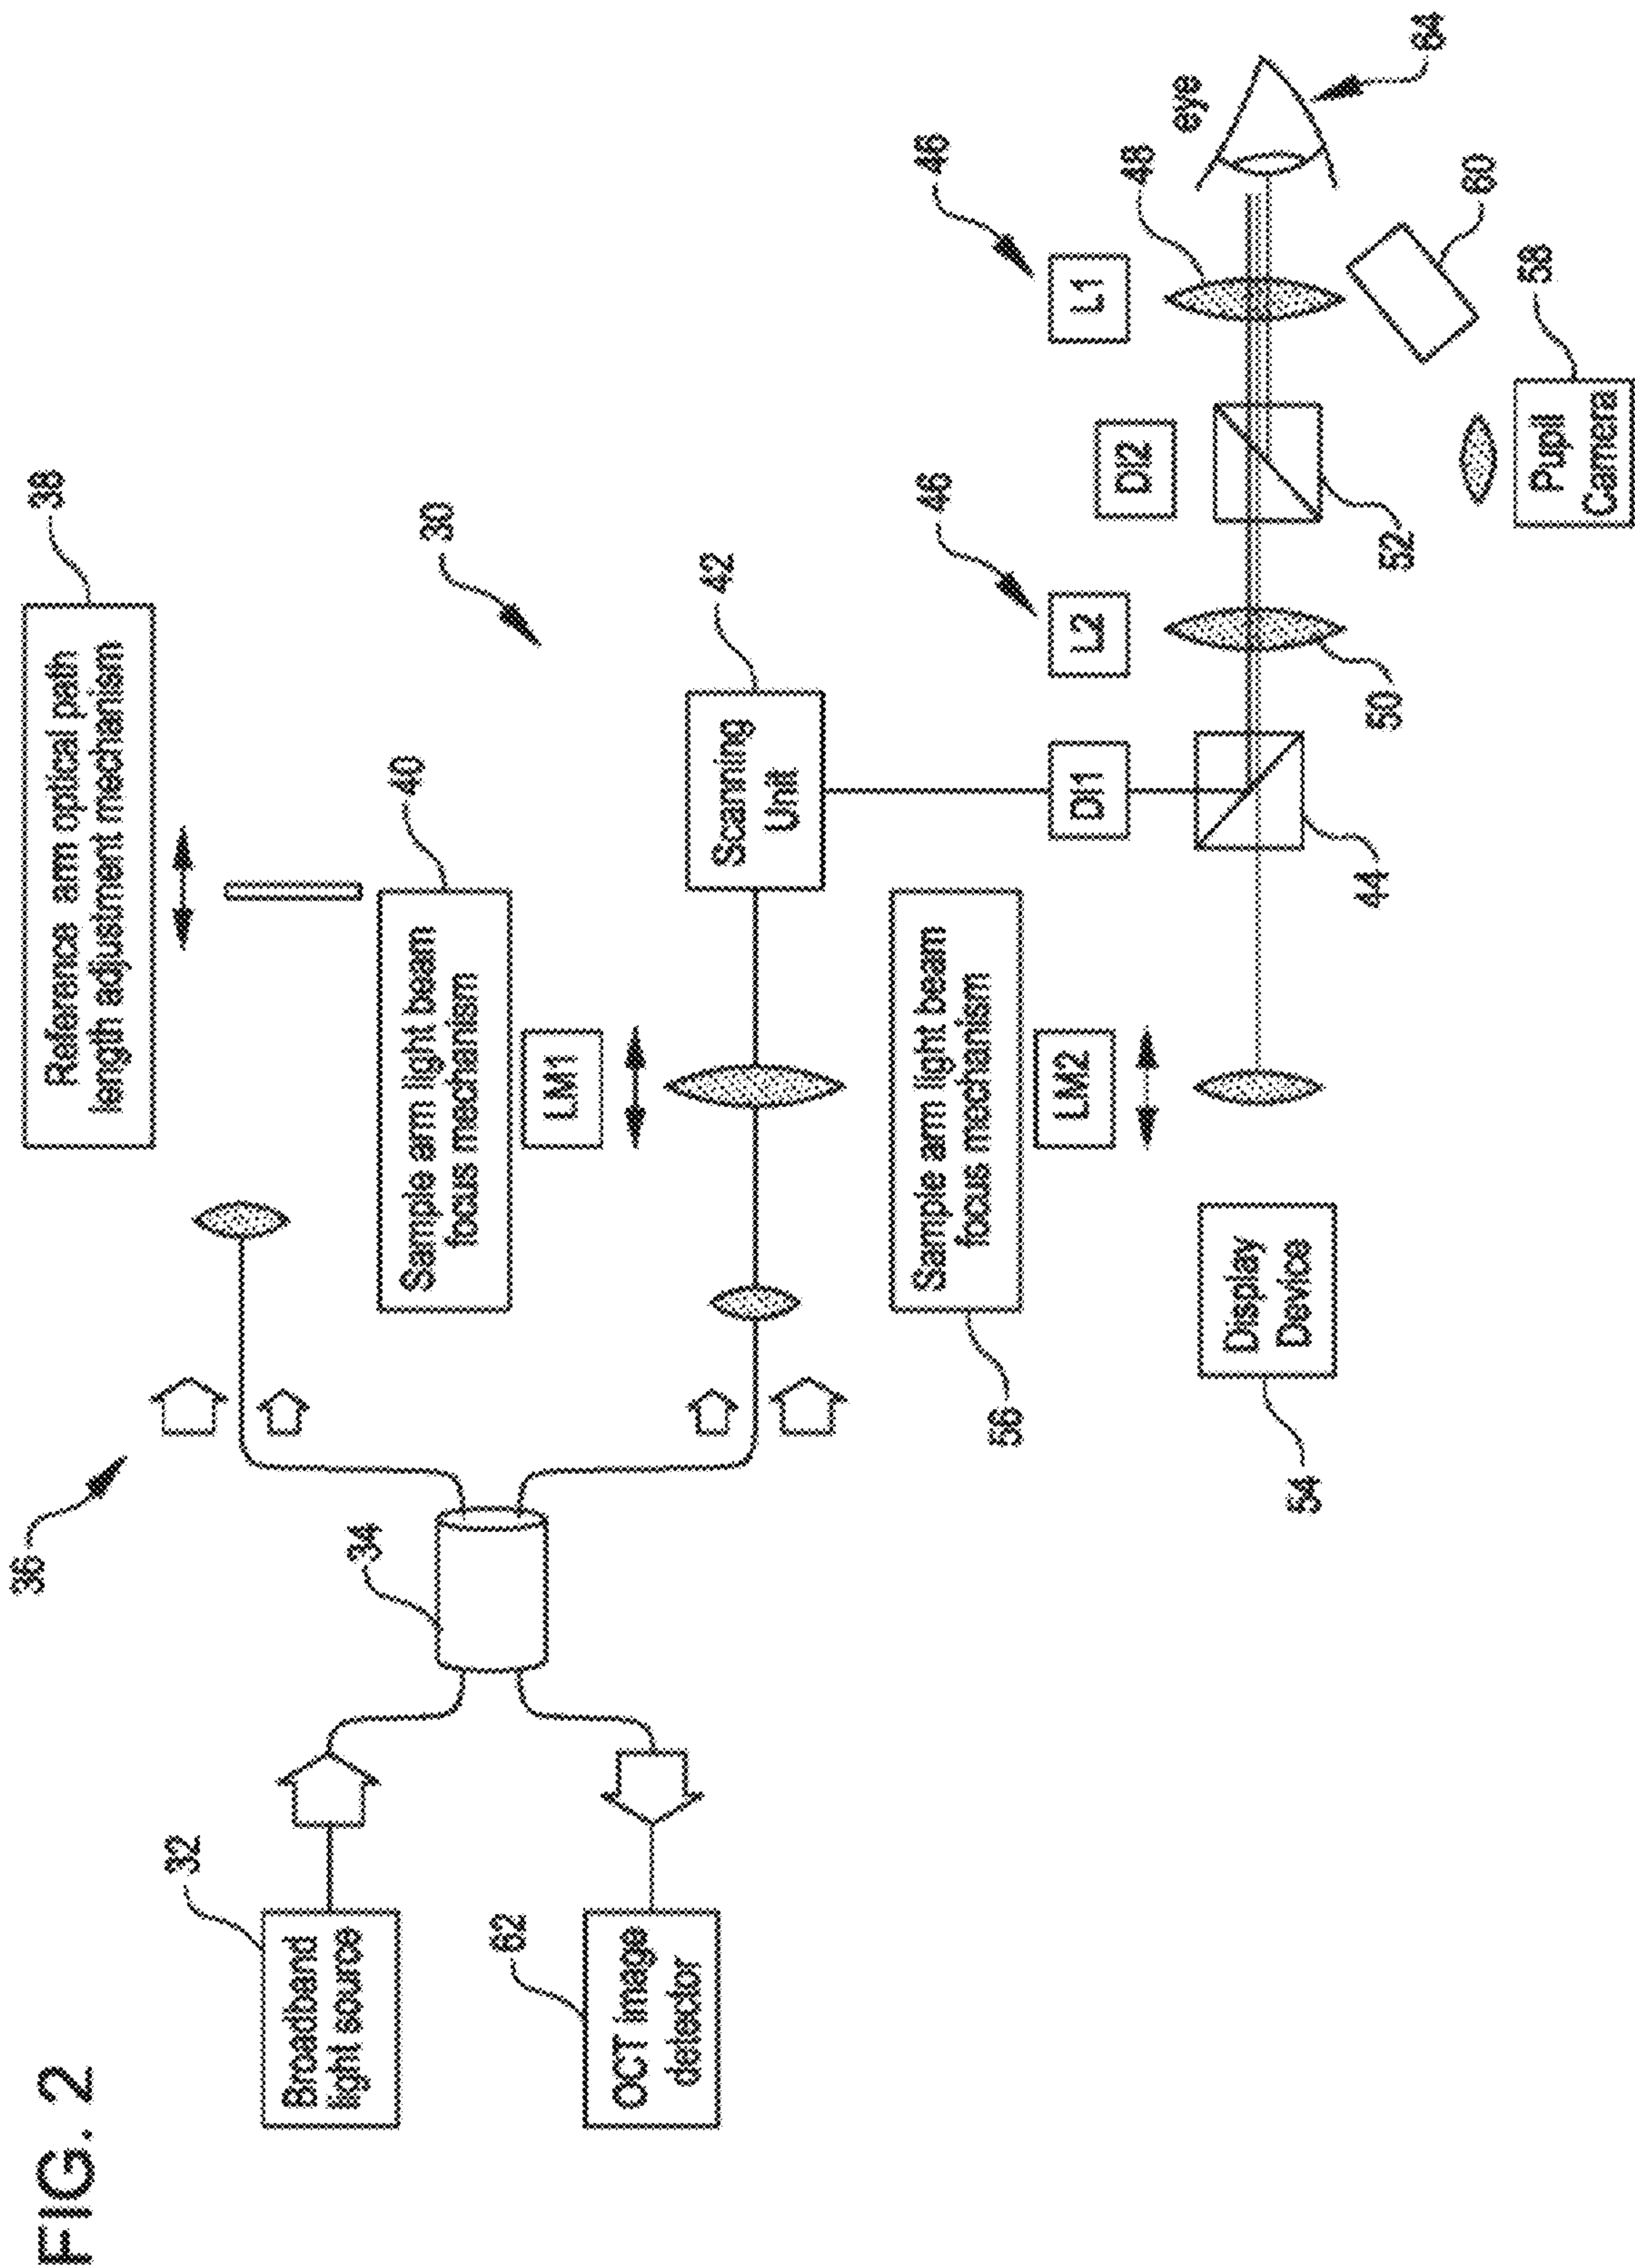 FIG. 2
36
38
Reference arm optical path
length adjustment mechanism
30
32
Broadband
light source
34
40
Sample arm light beam
focus mechanism
LM1
42
Scanning
Unit
62
OCT image
detector
56
Sample arm light beam
focus mechanism
LM2
DI1
46
L2
46
L1
DI2
48
eye
64
54
Display
Device
44
50
52
60
58
Pupil
Camera